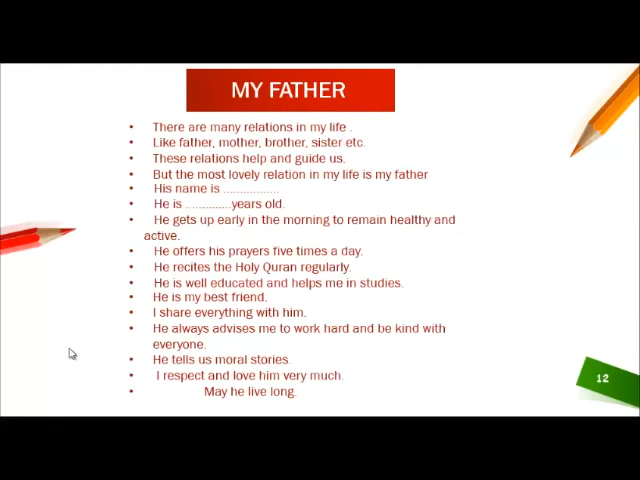 MY FATHER
• There are many relations in my life .
• Like father, mother, brother, sister etc.
• These relations help and guide us.
• But the most lovely relation in my life is my father
• His name is .................
• He is ..............years old.
• He gets up early in the morning to remain healthy and
active.
• He offers his prayers five times a day.
• He recites the Holy Quran regularly.
• He is well educated and helps me in studies.
• He is my best friend.
• I share everything with him.
• He always advises me to work hard and be kind with
everyone.
• He tells us moral stories.
• I respect and love him very much.
• May he live long.
12